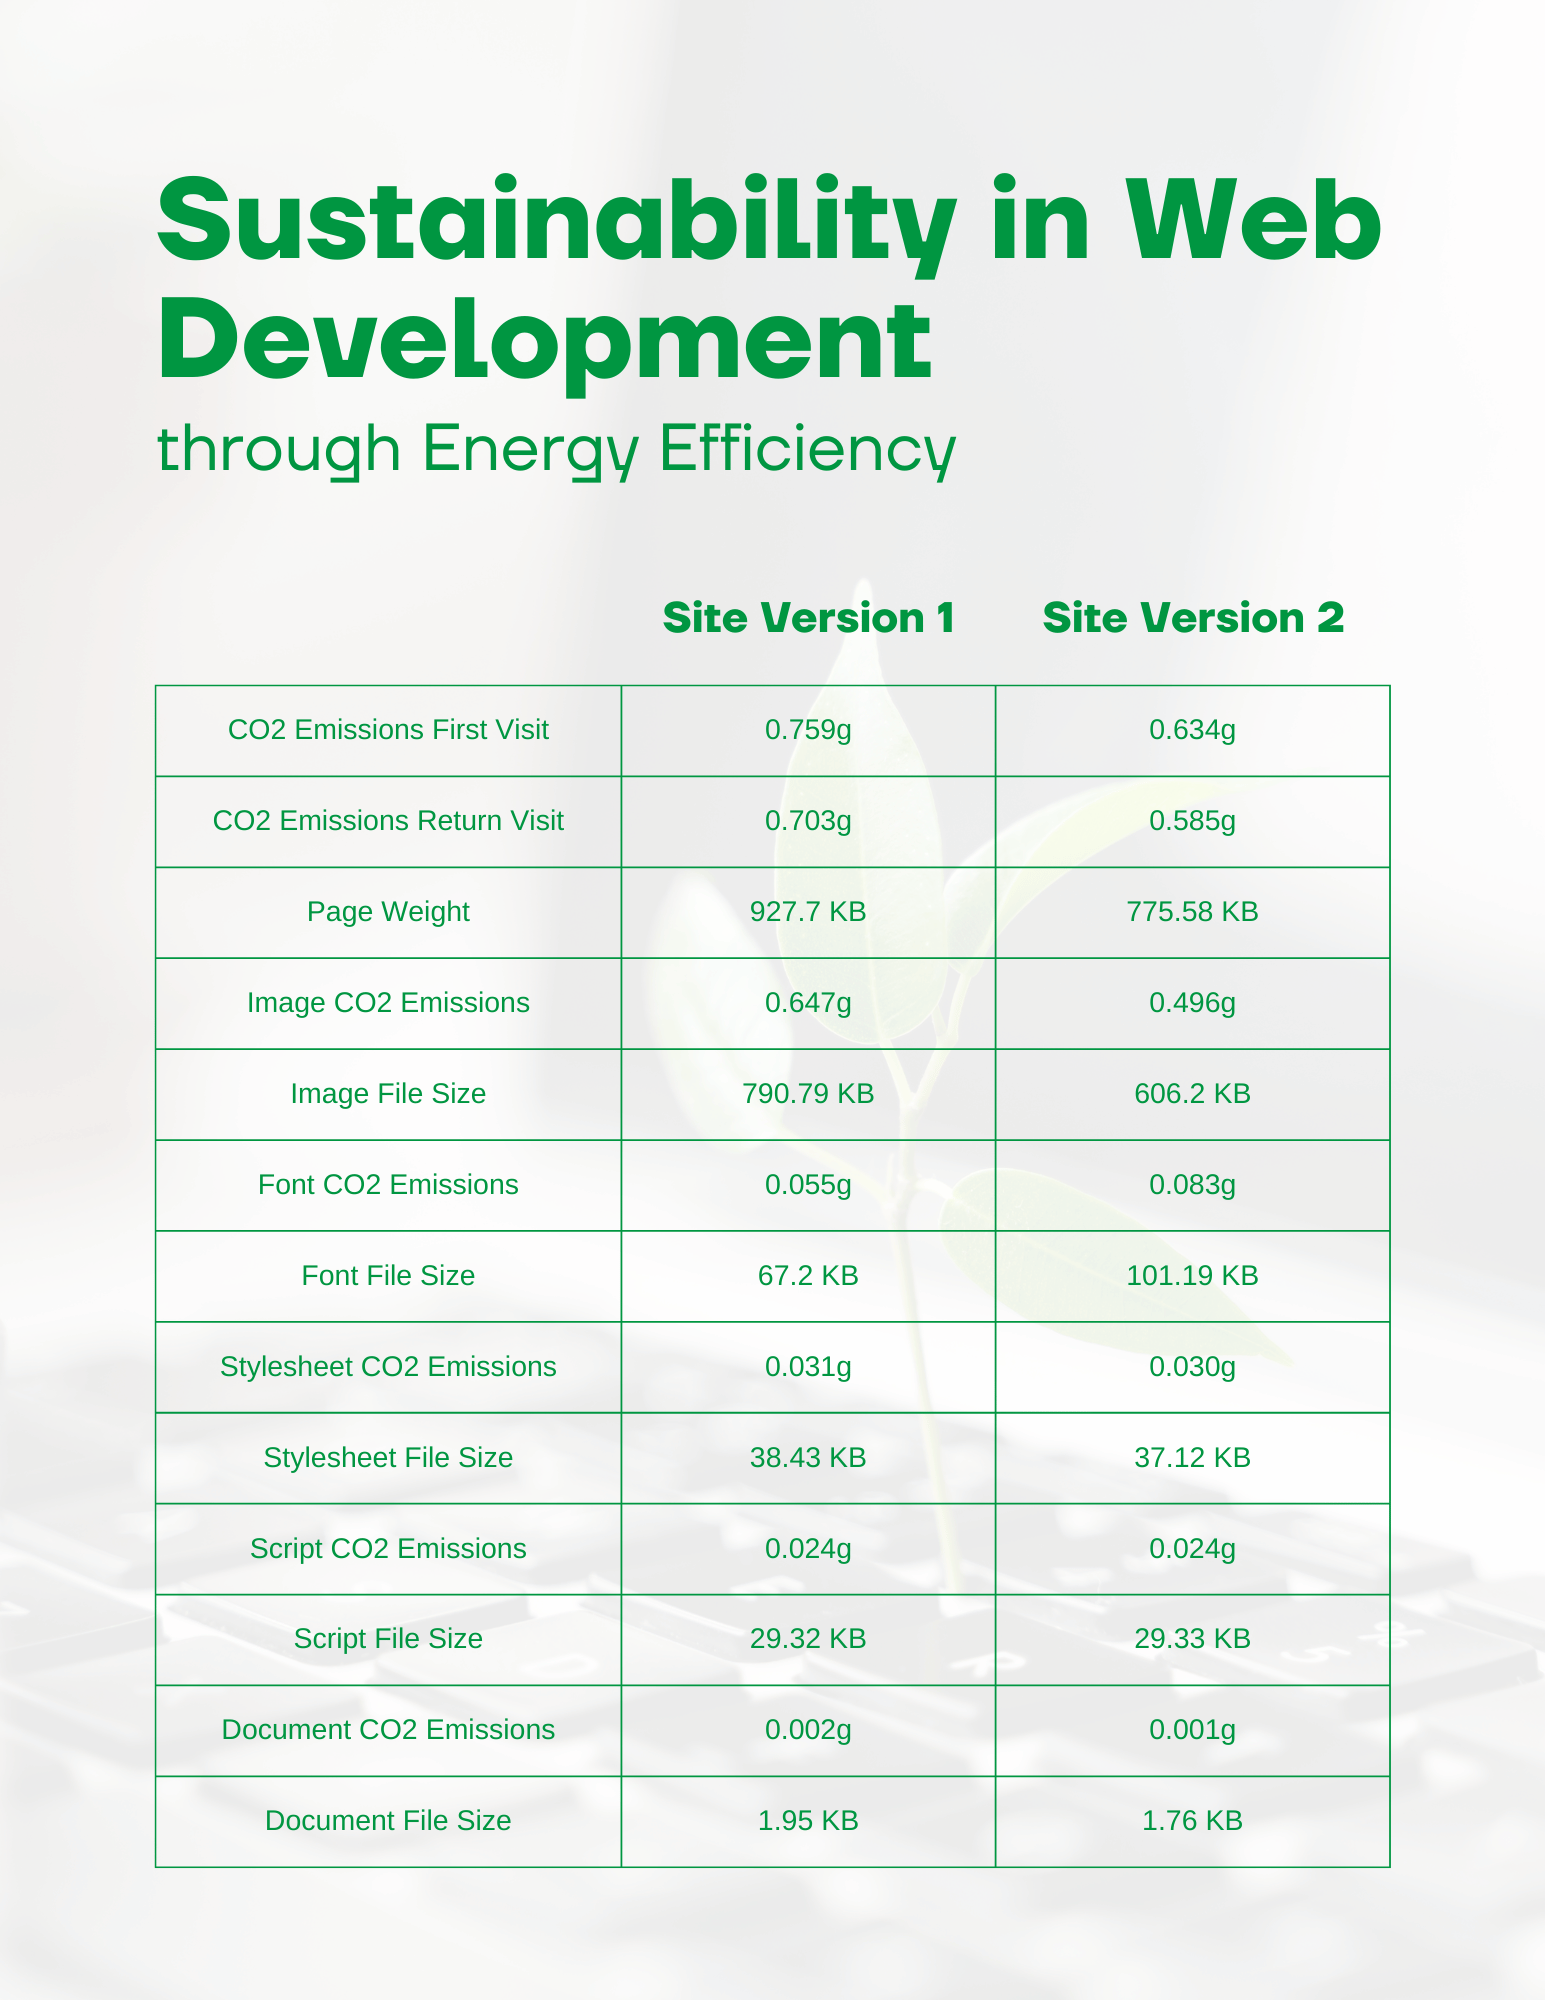 Sustainability in Web
Development
through Energy Efficiency
Site Version 1 Site Version 2
CO2 Emissions First Visit 0.759g 0.634g
CO2 Emissions Return Visit 0.703g 0.585g
Page Weight 927.7 KB 775.58 KB
Image CO2 Emissions 0.647g 0.496g
Image File Size 790.79 KB 606.2 KB
Font CO2 Emissions 0.055g 0.083g
Font File Size 67.2 KB 101.19 KB
Stylesheet CO2 Emissions 0.031g 0.030g
Stylesheet File Size 38.43 KB 37.12 KB
Script CO2 Emissions 0.024g 0.024g
Script File Size 29.32 KB 29.33 KB
Document CO2 Emissions 0.002g 0.001g
Document File Size 1.95 KB 1.76 KB